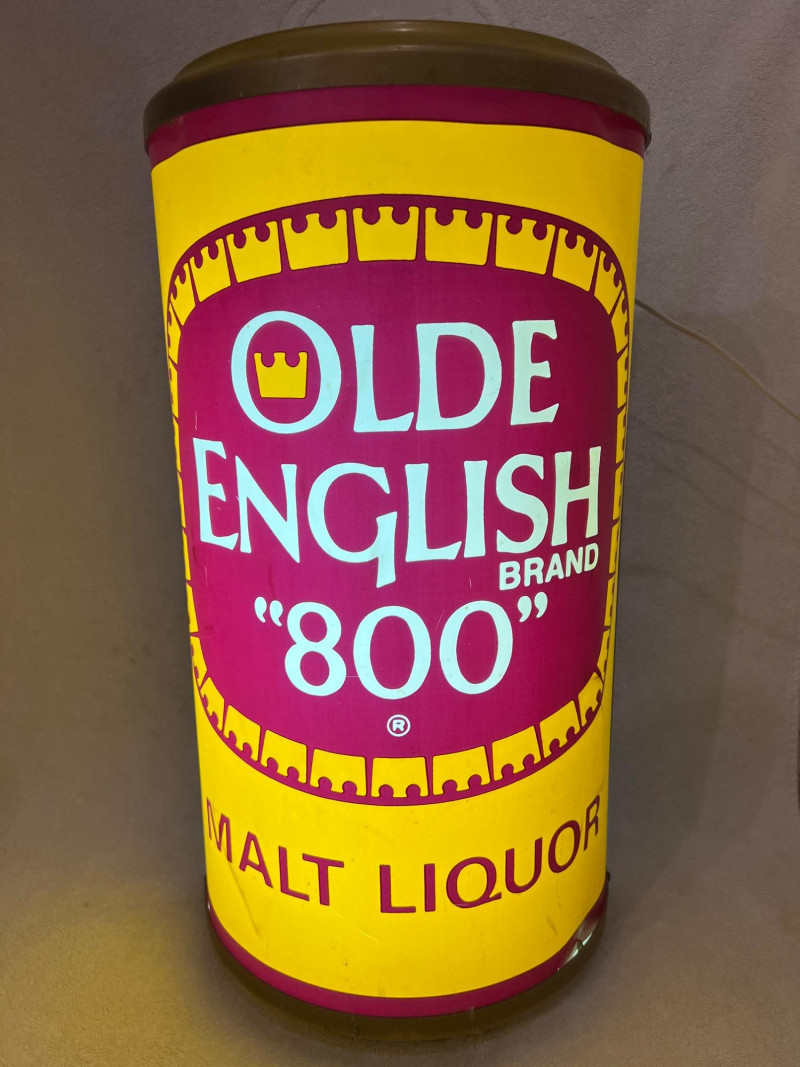 OLDE
ENGLISH
BRAND
“800”
®
MALT LIQUOR